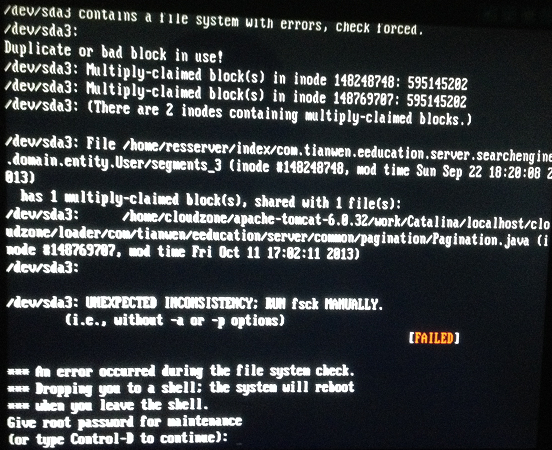 /dev/sda3 contains a file system with errors, check forced.
/dev/sda3:
Duplicate or bad block in use!
/dev/sda3: Multiply-claimed block(s) in inode 148248748: 595145202
/dev/sda3: Multiply-claimed block(s) in inode 148769707: 595145202
/dev/sda3: (There are 2 inodes containing multiply-claimed blocks.)
/dev/sda3: File /home/resserver/index/com.tianwen.eeducation.server.searchengine
.domain.entity.User/segments_3 (inode #148248748, mod time Sun Sep 22 18:20:08 2
013)
has 1 multiply-claimed block(s), shared with 1 file(s):
/dev/sda3: /home/cloudzone/apache-tomcat-6.0.32/work/Catalina/localhost/clo
udzone/loader/com/tianwen/eeducation/server/common/pagination/Pagination.java (i
node #148769707, mod time Fri Oct 11 17:02:11 2013)
/dev/sda3:
/dev/sda3: UNEXPECTED INCONSISTENCY; RUN fsck MANUALLY.
(i.e., without -a or -p options)
[FAILED]
*** An error occurred during the file system check.
*** Dropping you to a shell; the system will reboot
*** when you leave the shell.
Give root password for maintenance
(or type Control-D to continue):